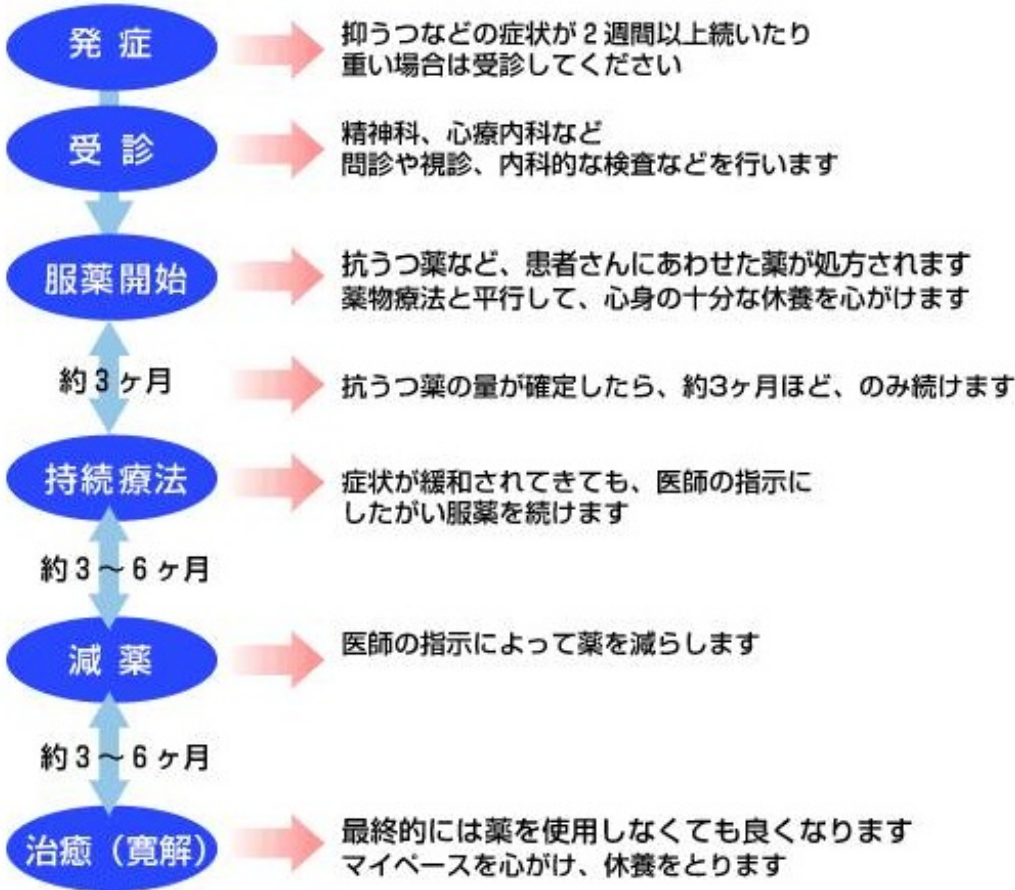 発症
抑うつなどの症状が2週間以上続いたり
重い場合は受診してください
受診
精神科、心療内科など
問診や視診、内科的な検査などを行います
服薬開始
抗うつ薬など、患者さんにあわせた薬が処方されます
薬物療法と平行して、心身の十分な休養を心がけます
約3ヶ月
抗うつ薬の量が確定したら、約3ヶ月ほど、のみ続けます
持続療法
症状が緩和されてきても、医師の指示に
したがい服薬を続けます
約3～6ヶ月
減薬
医師の指示によって薬を減らします
約3～6ヶ月
治癒（寛解）
最終的には薬を使用しなくても良くなります
マイペースを心がけ、休養をとります